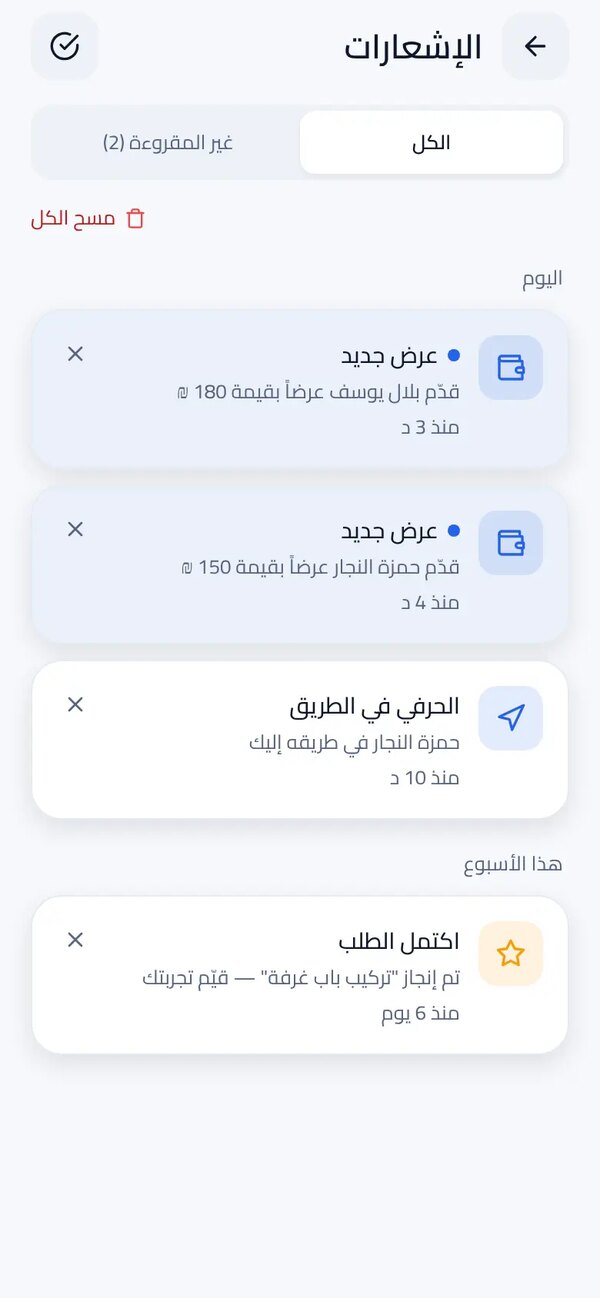 الإشعارات
الكل
غير المقروءة (2)
مسح الكل
اليوم
عرض جديد
قدّم بلال يوسف عرضاً بقيمة 180 ₪
منذ 3 د
عرض جديد
قدّم حمزة النجار عرضاً بقيمة 150 ₪
منذ 4 د
الحرفي في الطريق
حمزة النجار في طريقه إليك
منذ 10 د
هذا الأسبوع
اكتمل الطلب
تم إنجاز "تركيب باب غرفة" — قيّم تجربتك
منذ 6 يوم